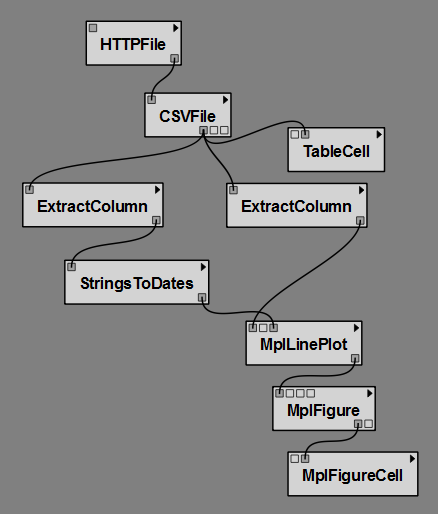 HTTPFile
CSVFile
TableCell
ExtractColumn
ExtractColumn
StringsToDates
MplLinePlot
MplFigure
MplFigureCell